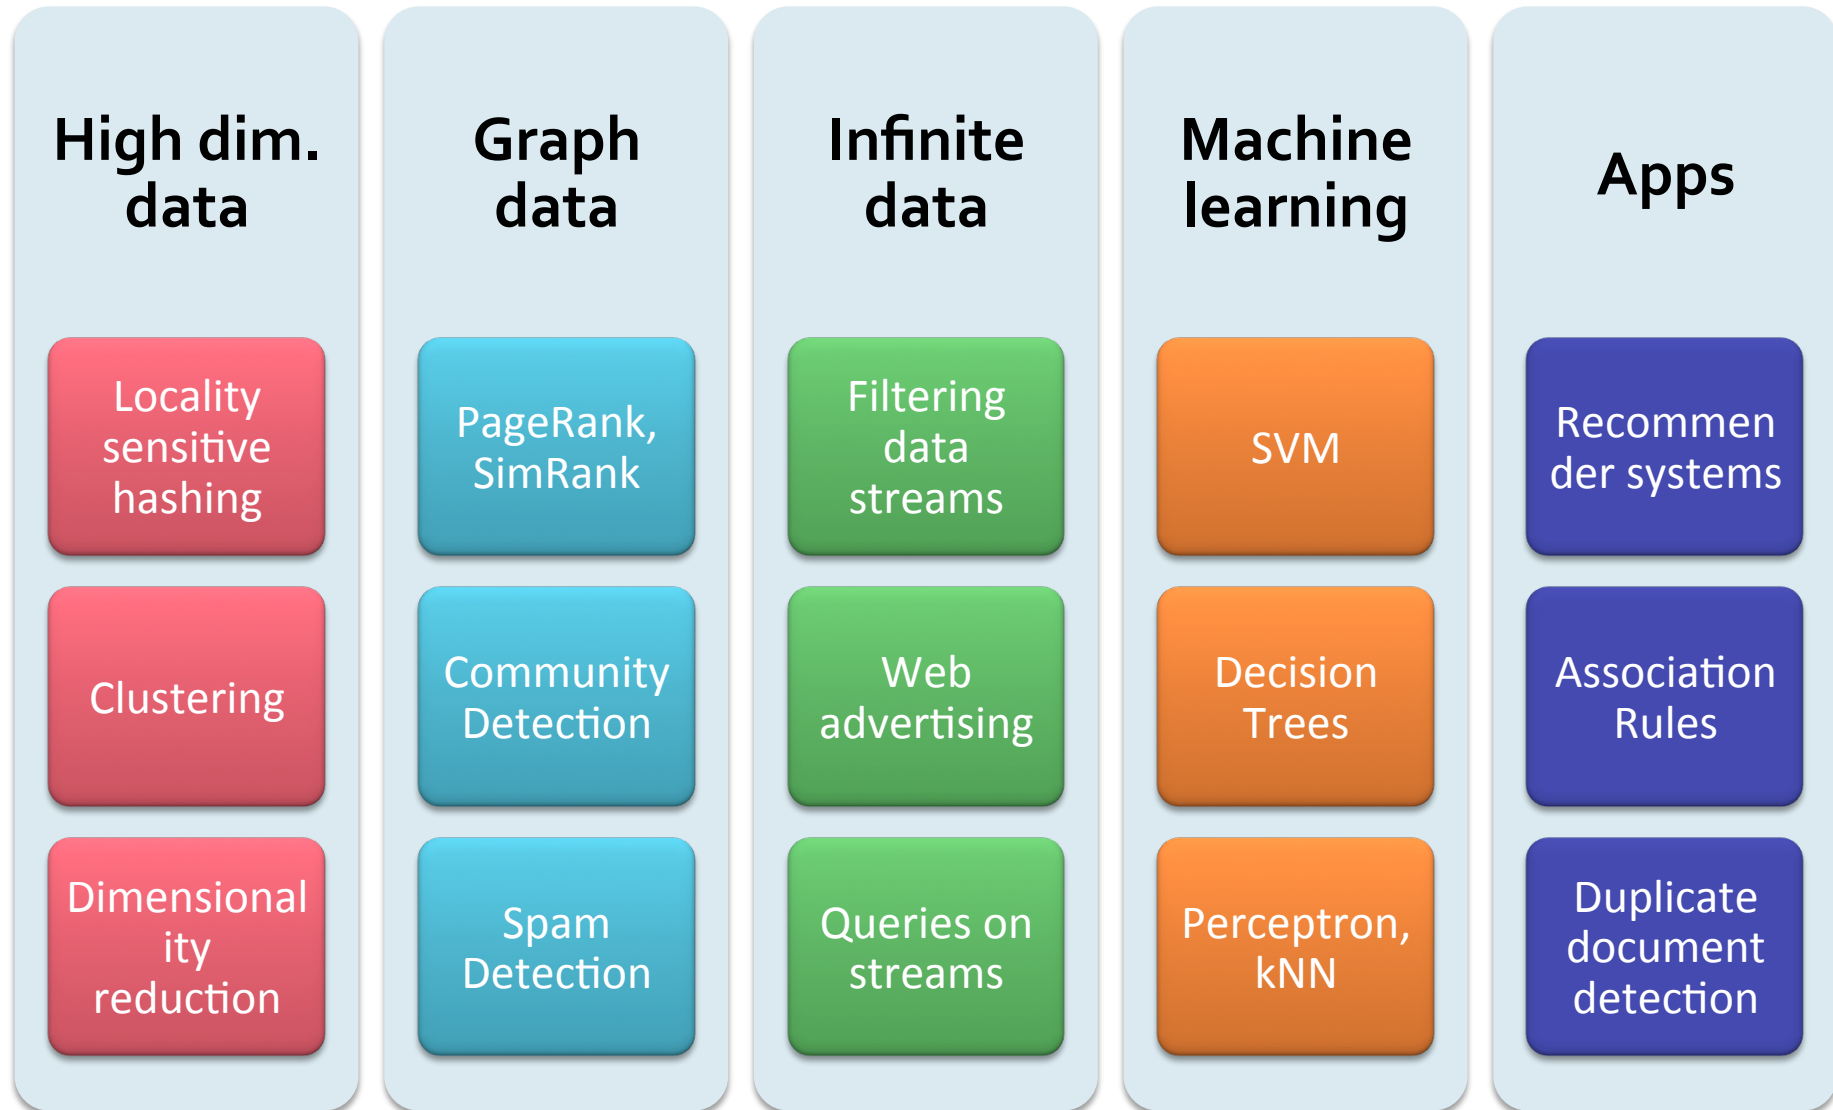 High dim.
data
Locality
sensitive
hashing
Clustering
Dimensional
ity
reduction
Graph
data
PageRank,
SimRank
Community
Detection
Spam
Detection
Infinite
data
Filtering
data
streams
Web
advertising
Queries on
streams
Machine
learning
SVM
Decision
Trees
Perceptron,
kNN
Apps
Recommen
der systems
Association
Rules
Duplicate
document
detection